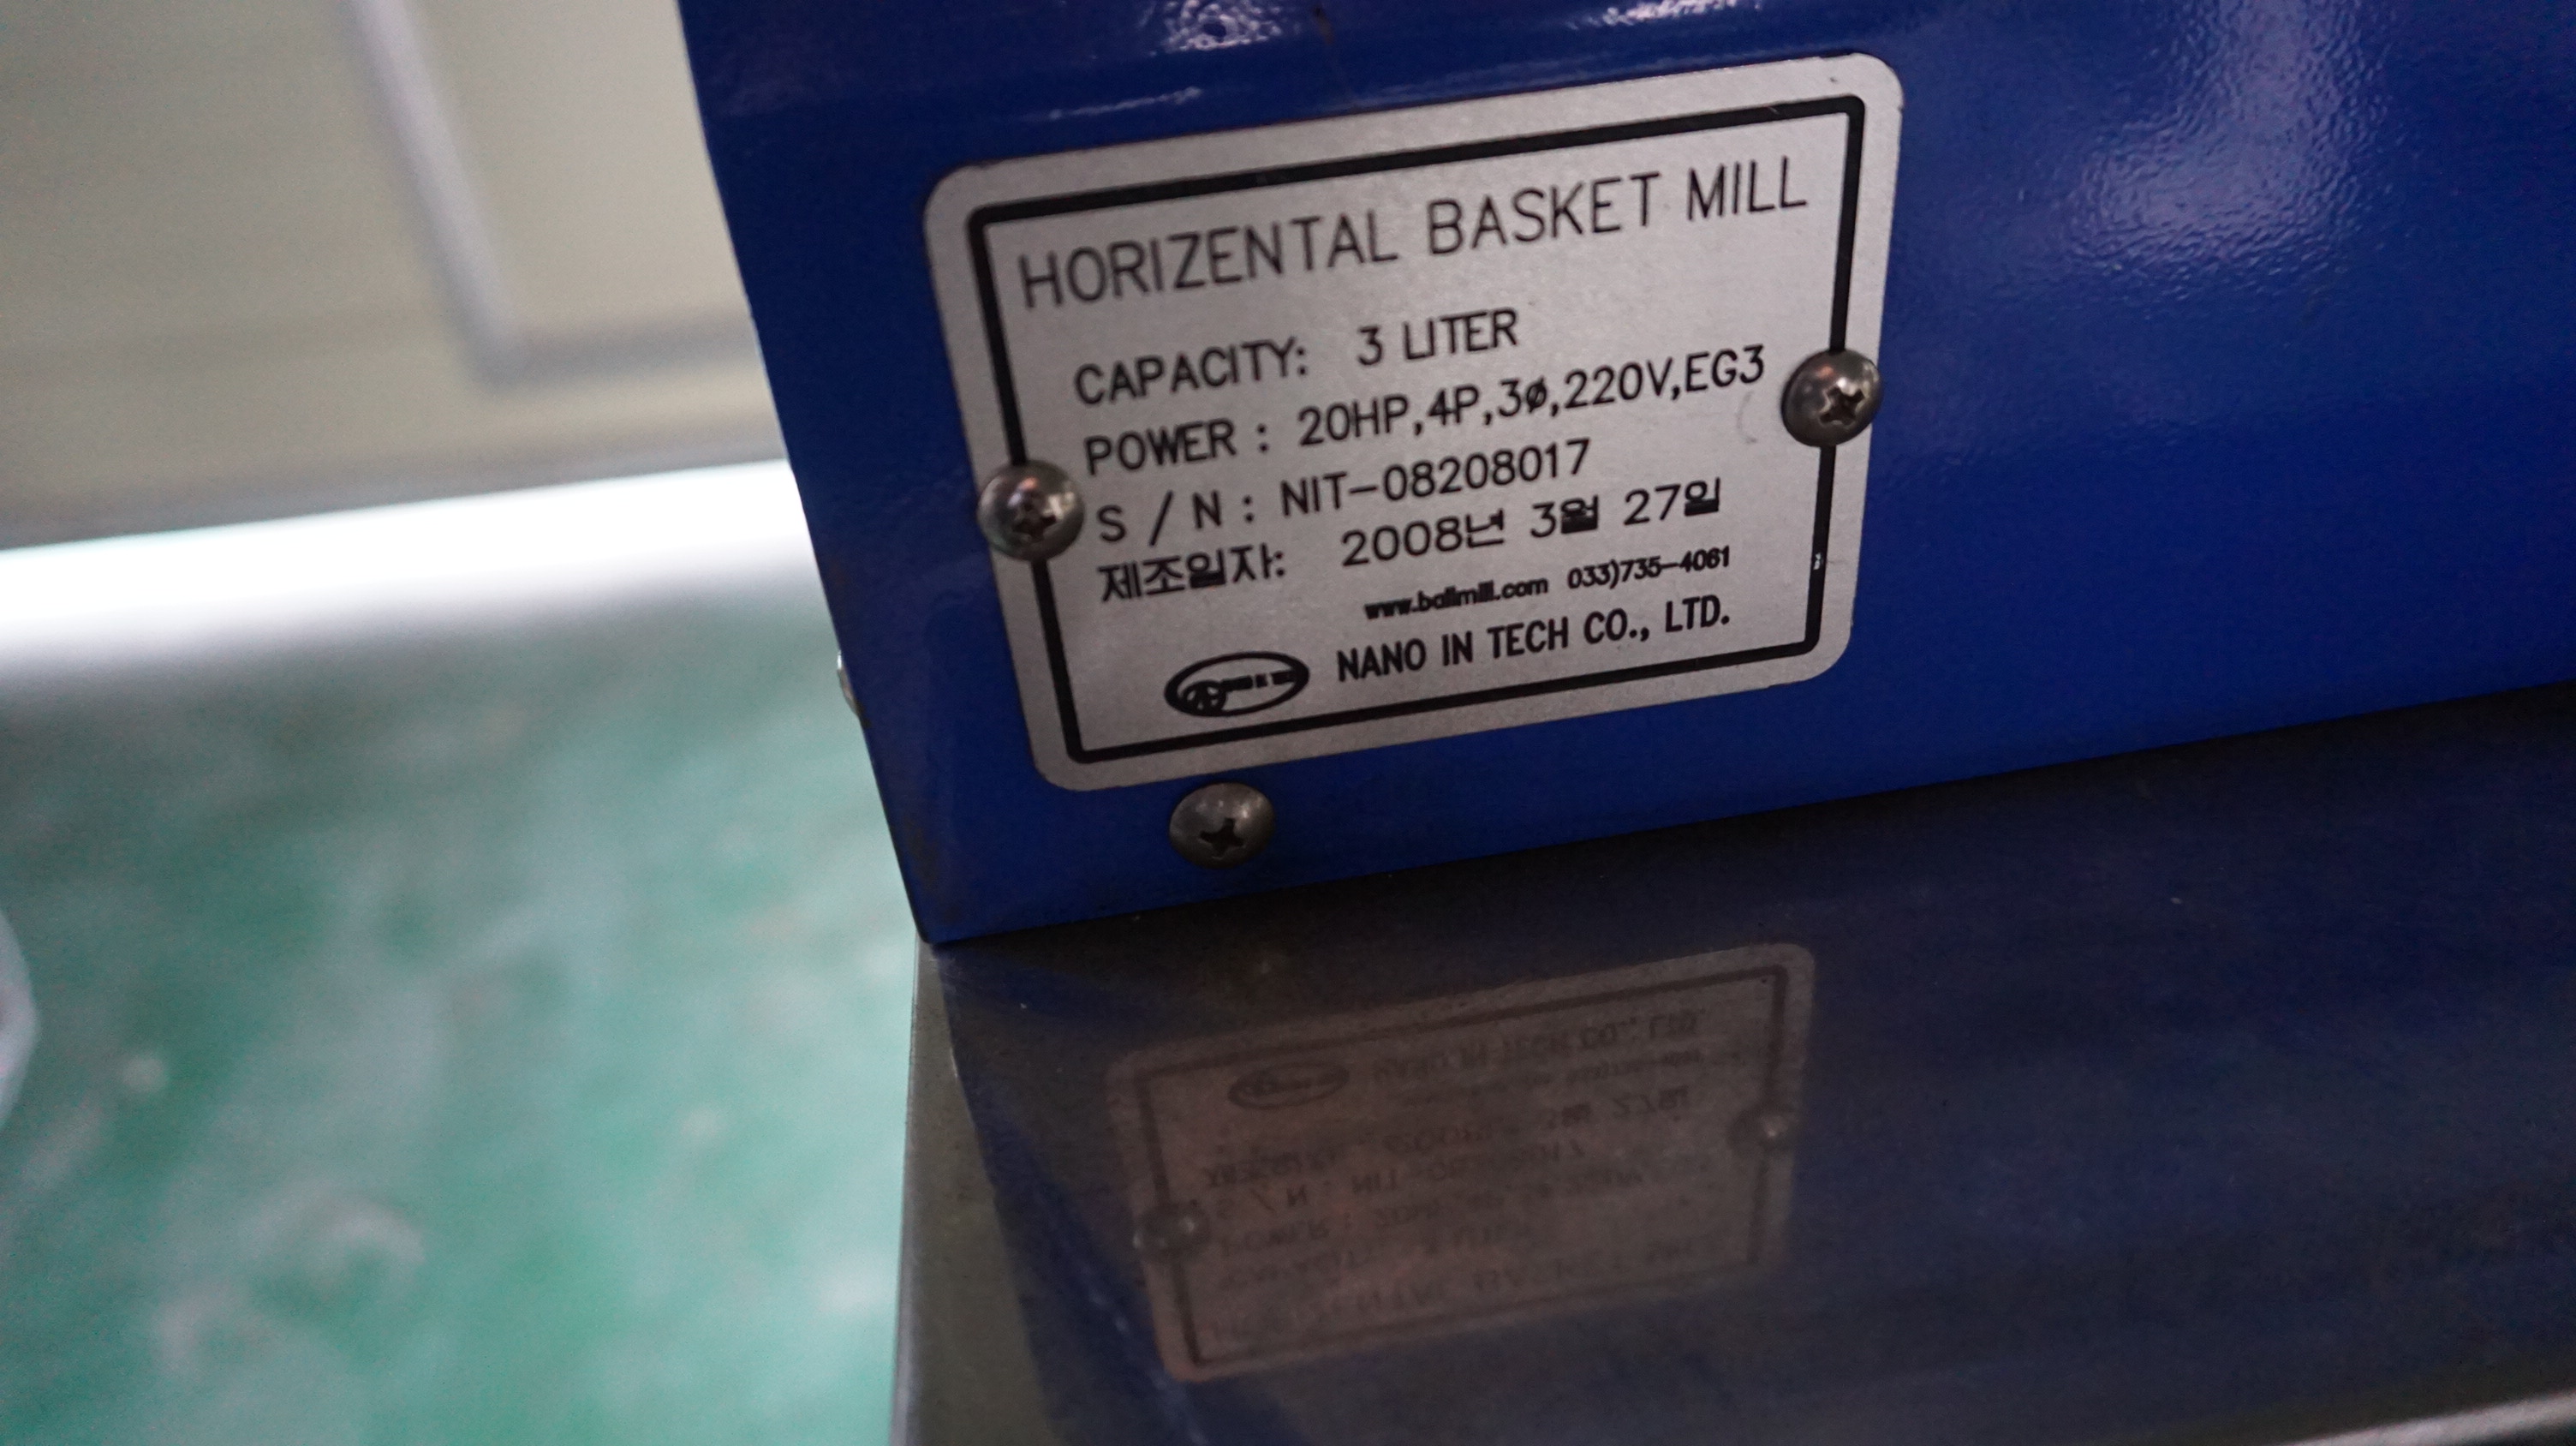 HORIZENTAL BASKET MILL
CAPACITY: 3 LITER
POWER : 20HP,4P,3ø,220V,EG3
S / N : NIT-08208017
제조일자: 2008년 3월 27일
www.ballmill.com 033)735-4061
NANO IN TECH CO., LTD.